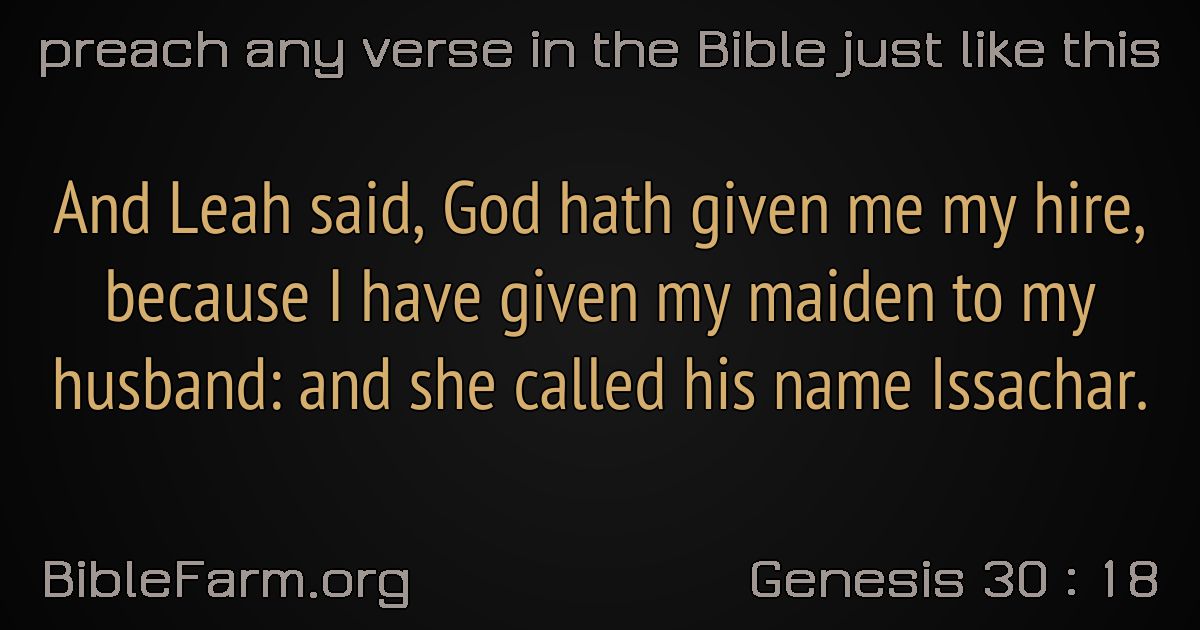 preach any verse in the Bible just like this
And Leah said, God hath given me my hire,
because I have given my maiden to my
husband: and she called his name Issachar.
BibleFarm.org
Genesis 30 : 18